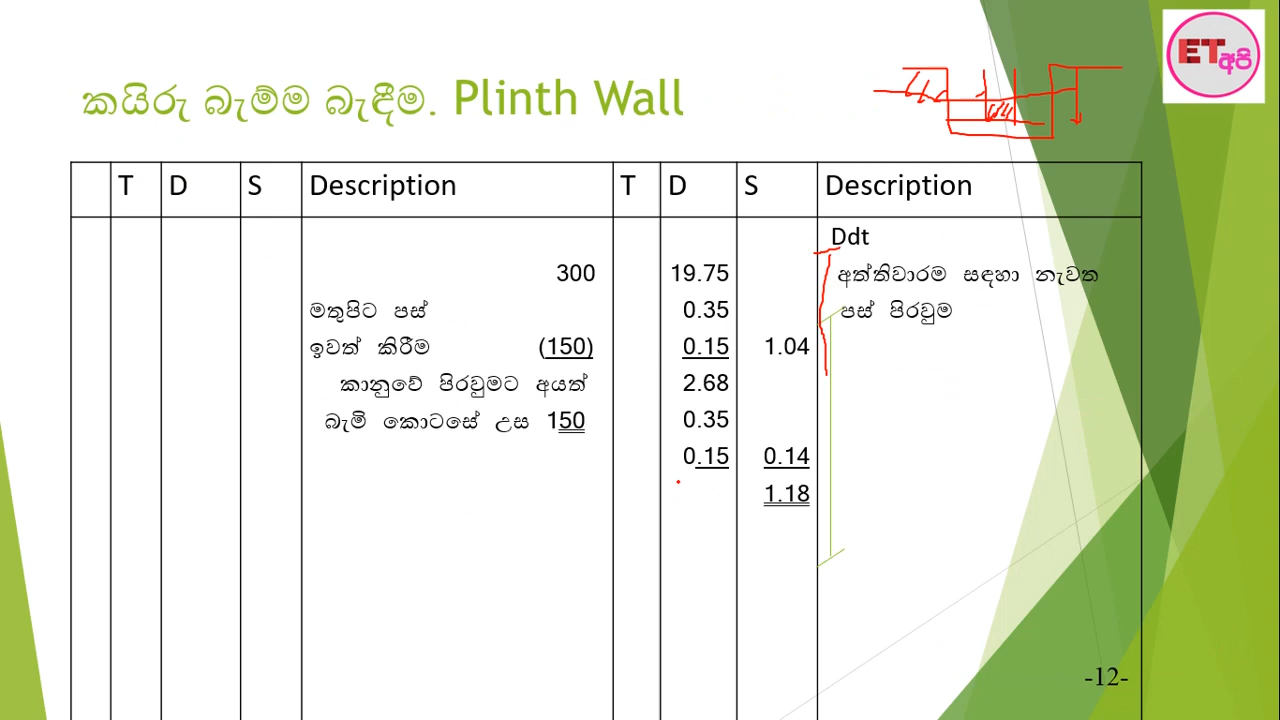 ET
අපි
කයිරු බැම්ම බැඳීම. Plinth Wall
T D S Description T D S Description
Ddt
300 19.75 අත්තිවාරම සඳහා නැවත
මතුපිට පස් 0.35 පස් පිරවුම
ඉවත් කිරීම (150) 0.15 1.04
කානුවේ පිරවුමට අයත් 2.68
බැමි කොටසේ උස 150 0.35
0.15 0.14
1.18
-12-